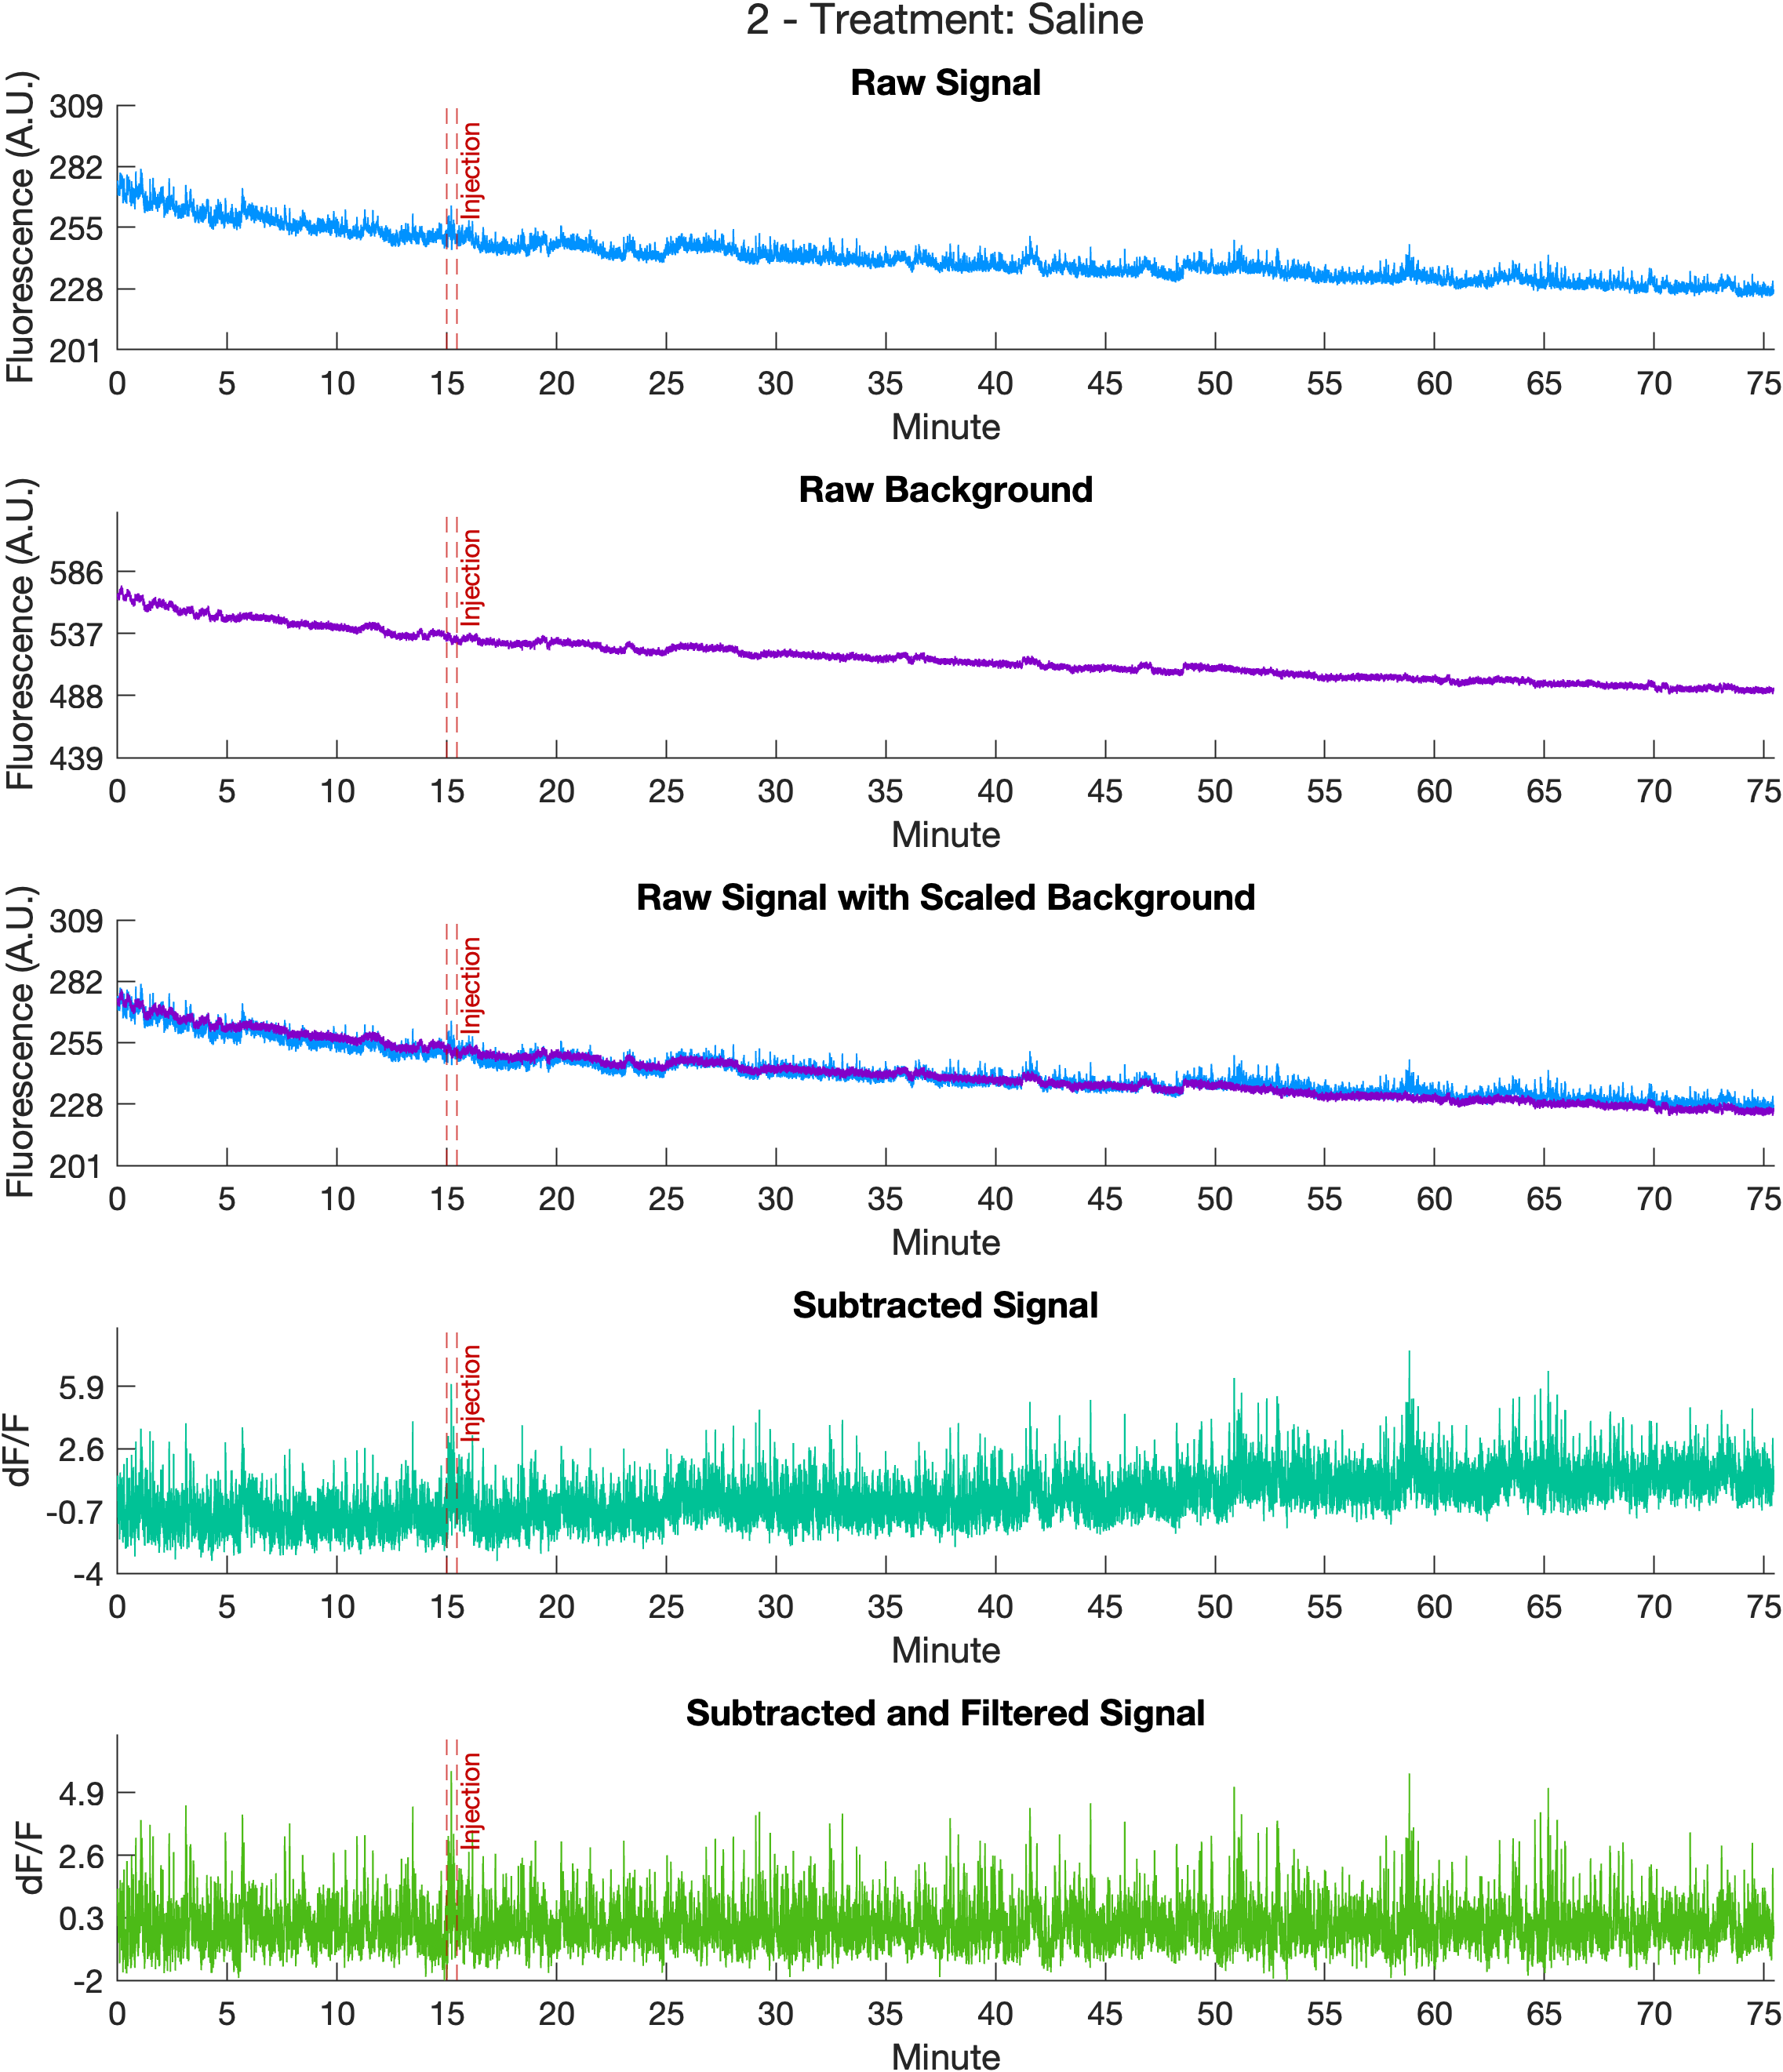 2 - Treatment: Saline
Raw Signal
Fluorescence (A.U.)
309
282
255
228
201
Injection
0 5 10 15 20 25 30 35 40 45 50 55 60 65 70 75
Minute
Raw Background
Fluorescence (A.U.)
586
537
488
439
Injection
0 5 10 15 20 25 30 35 40 45 50 55 60 65 70 75
Minute
Raw Signal with Scaled Background
Fluorescence (A.U.)
309
282
255
228
201
Injection
0 5 10 15 20 25 30 35 40 45 50 55 60 65 70 75
Minute
Subtracted Signal
dF/F
5.9
2.6
-0.7
-4
Injection
0 5 10 15 20 25 30 35 40 45 50 55 60 65 70 75
Minute
Subtracted and Filtered Signal
dF/F
4.9
2.6
0.3
-2
Injection
0 5 10 15 20 25 30 35 40 45 50 55 60 65 70 75
Minute